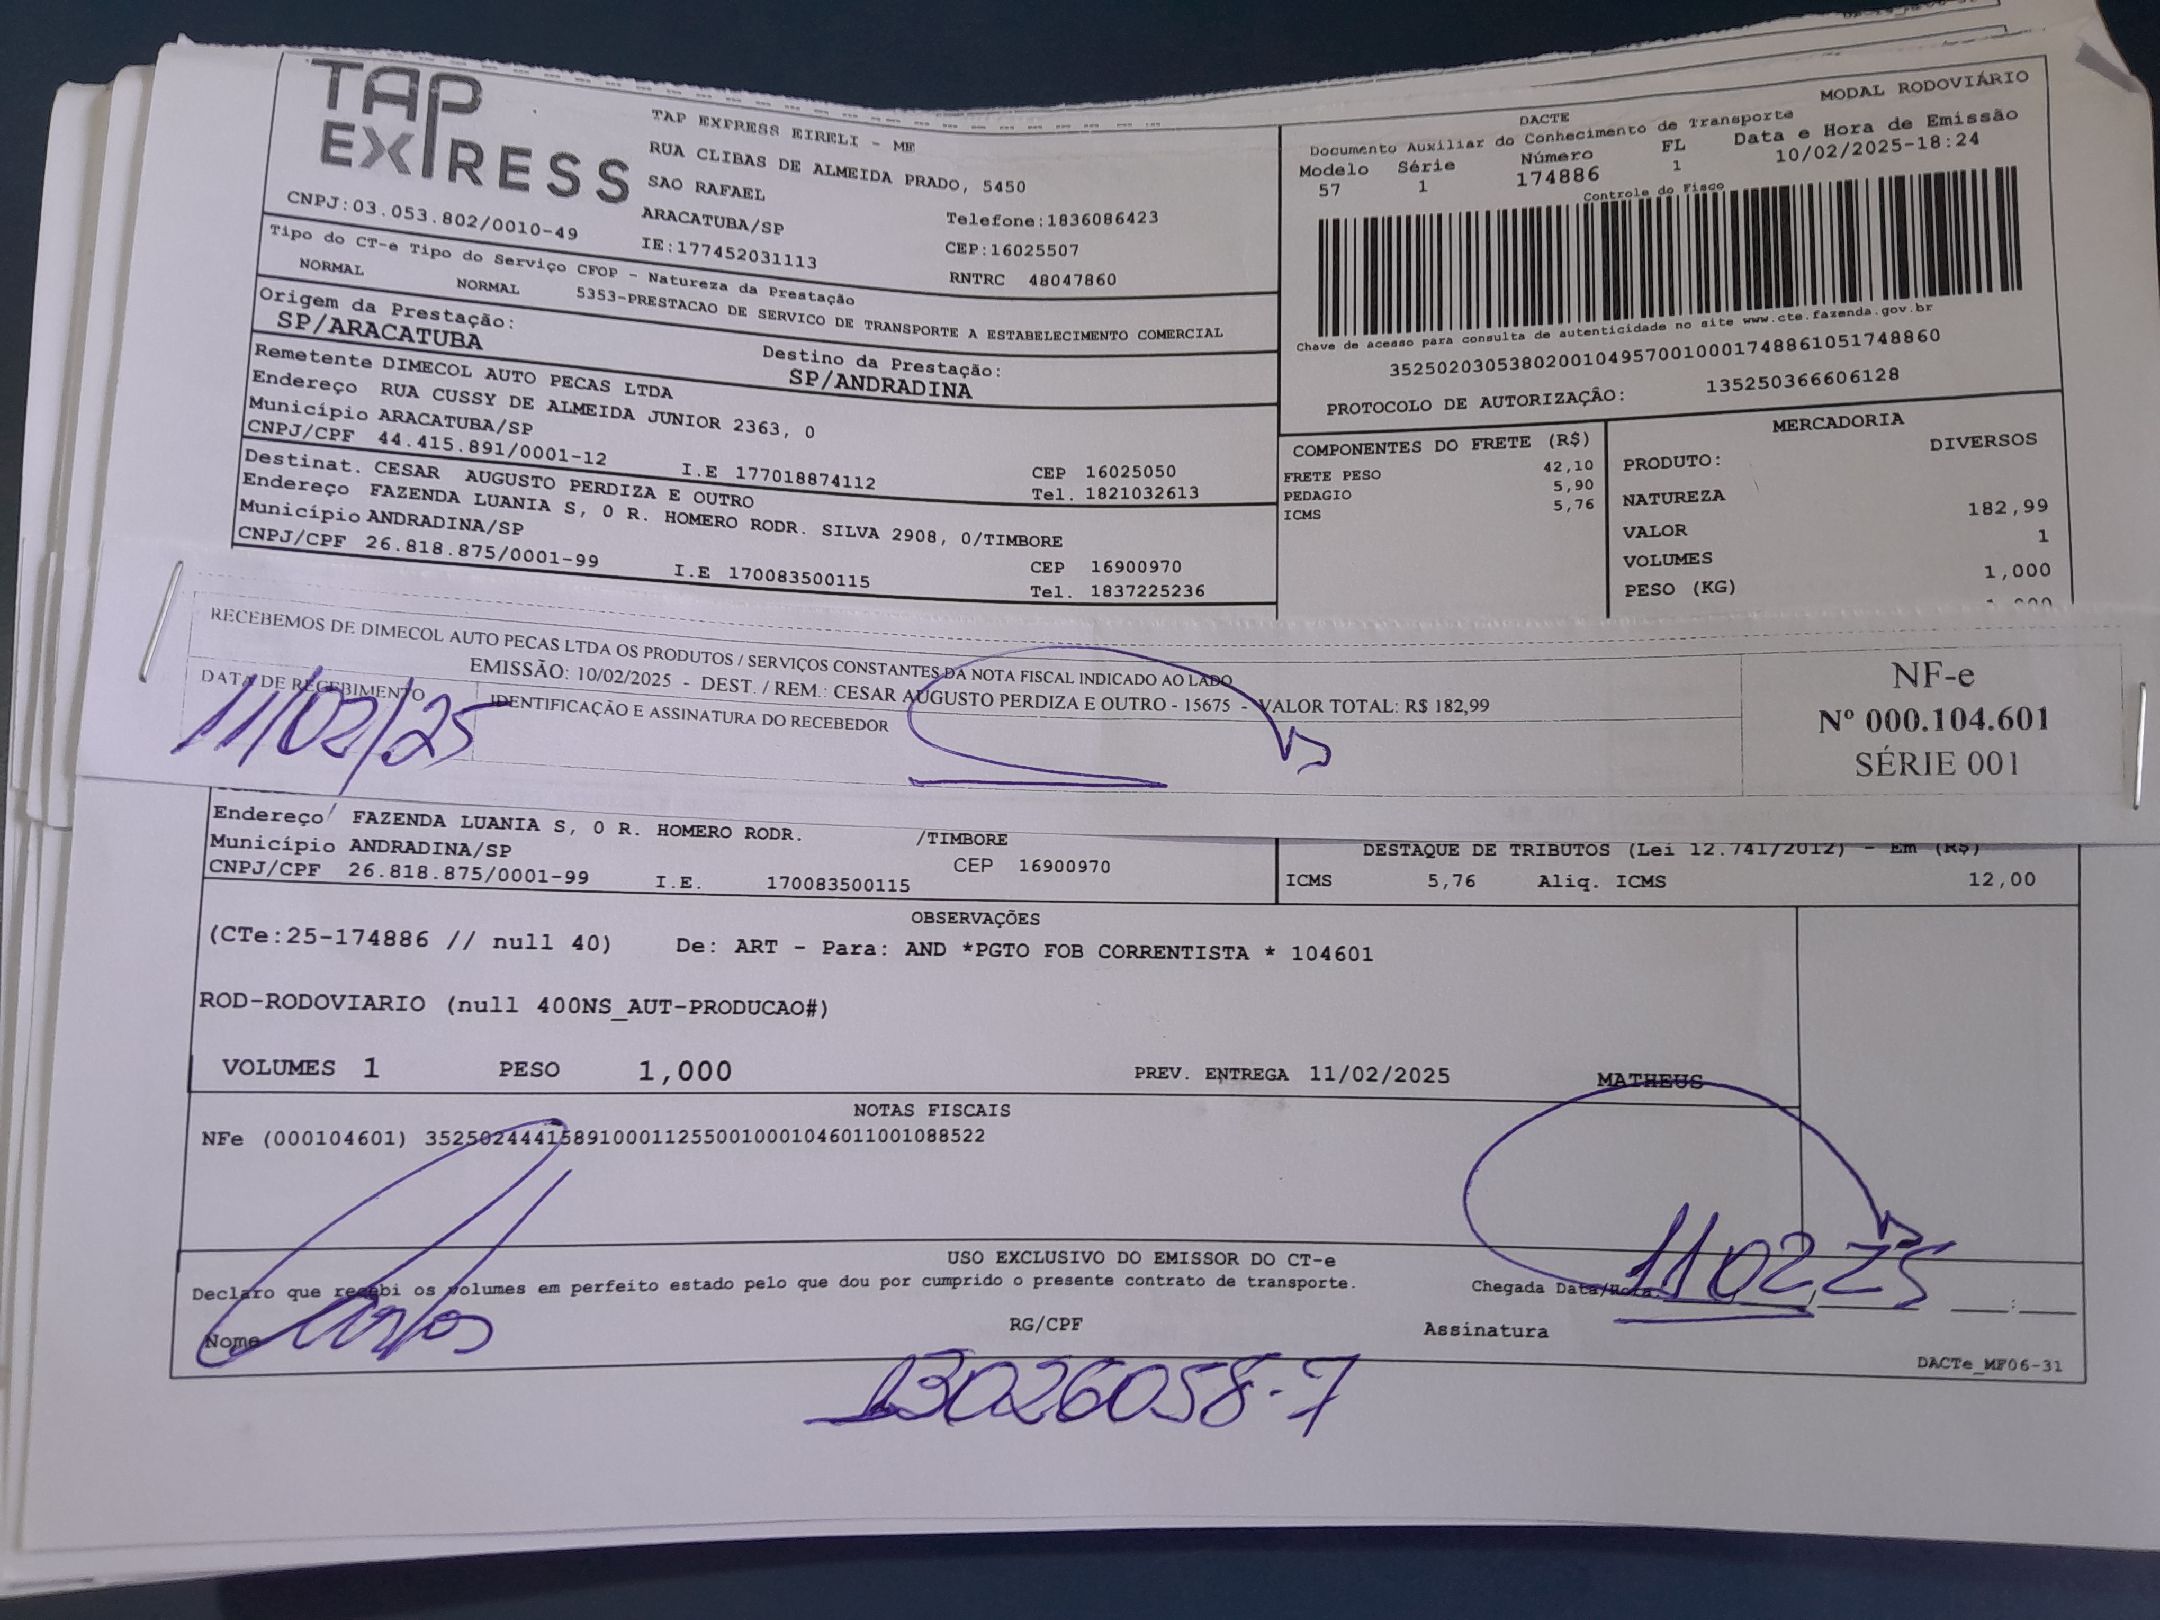 TAP
EXPRESS
CNPJ:03.053.802/0010-49
TAP EXPRESS EIRELI - ME
RUA CLIBAS DE ALMEIDA PRADO, 5450
SAO RAFAEL
ARACATUBA/SP Telefone:1836086423
IE:177452031113 CEP:16025507
RNTRC 48047860
Tipo do CT-e Tipo do Serviço CFOP - Natureza da Prestação
NORMAL NORMAL 5353-PRESTACAO DE SERVICO DE TRANSPORTE A ESTABELECIMENTO COMERCIAL
Origem da Prestação: Destino da Prestação:
SP/ARACATUBA SP/ANDRADINA
Remetente DIMECOL AUTO PECAS LTDA
Endereço RUA CUSSY DE ALMEIDA JUNIOR 2363, 0
Município ARACATUBA/SP CEP 16025050
CNPJ/CPF 44.415.891/0001-12 I.E 177018874112 Tel. 1821032613
Destinat. CESAR AUGUSTO PERDIZA E OUTRO
Endereço FAZENDA LUANIA S, 0 R. HOMERO RODR. SILVA 2908, 0/TIMBORE
Município ANDRADINA/SP CEP 16900970
CNPJ/CPF 26.818.875/0001-99 I.E 170083500115 Tel. 1837225236
MODAL RODOVIÁRIO
DACTE
Documento Auxiliar do Conhecimento de Transporte
Modelo Série Número FL Data e Hora de Emissão
57 1 174886 1 10/02/2025-18:24
Controle do Fisco
Chave de acesso para consulta de autenticidade no site www.cte.fazenda.gov.br
35250203053802001049570010001748861051748860
PROTOCOLO DE AUTORIZAÇÃO: 135250366606128
COMPONENTES DO FRETE (R$)
FRETE PESO 42,10
PEDAGIO 5,90
ICMS 5,76
MERCADORIA
PRODUTO: DIVERSOS
NATUREZA
VALOR 182,99
VOLUMES 1
PESO (KG) 1,000
RECEBEMOS DE DIMECOL AUTO PECAS LTDA OS PRODUTOS / SERVIÇOS CONSTANTES DA NOTA FISCAL INDICADO AO LADO
EMISSÃO: 10/02/2025 - DEST. / REM.: CESAR AUGUSTO PERDIZA E OUTRO - 15675 - VALOR TOTAL: R$ 182,99
DATA DE RECEBIMENTO IDENTIFICAÇÃO E ASSINATURA DO RECEBEDOR
11/02/25
NF-e
Nº 000.104.601
SÉRIE 001
Endereço FAZENDA LUANIA S, 0 R. HOMERO RODR. /TIMBORE
Município ANDRADINA/SP CEP 16900970
CNPJ/CPF 26.818.875/0001-99 I.E. 170083500115
DESTAQUE DE TRIBUTOS (Lei 12.741/2012) - Em (R$)
ICMS 5,76 Aliq. ICMS 12,00
OBSERVAÇÕES
(CTe:25-174886 // null 40) De: ART - Para: AND *PGTO FOB CORRENTISTA * 104601
ROD-RODOVIARIO (null 400NS_AUT-PRODUCAO#)
VOLUMES 1 PESO 1,000 PREV. ENTREGA 11/02/2025 MATHEUS
NOTAS FISCAIS
NFe (000104601) 35250244415891000112550010001046011001088522
USO EXCLUSIVO DO EMISSOR DO CT-e
Declaro que recebi os volumes em perfeito estado pelo que dou por cumprido o presente contrato de transporte. Chegada Data/Hora: 11 02 25
Nome Carlos RG/CPF Assinatura
13026058-7
DACTe_MF06-31